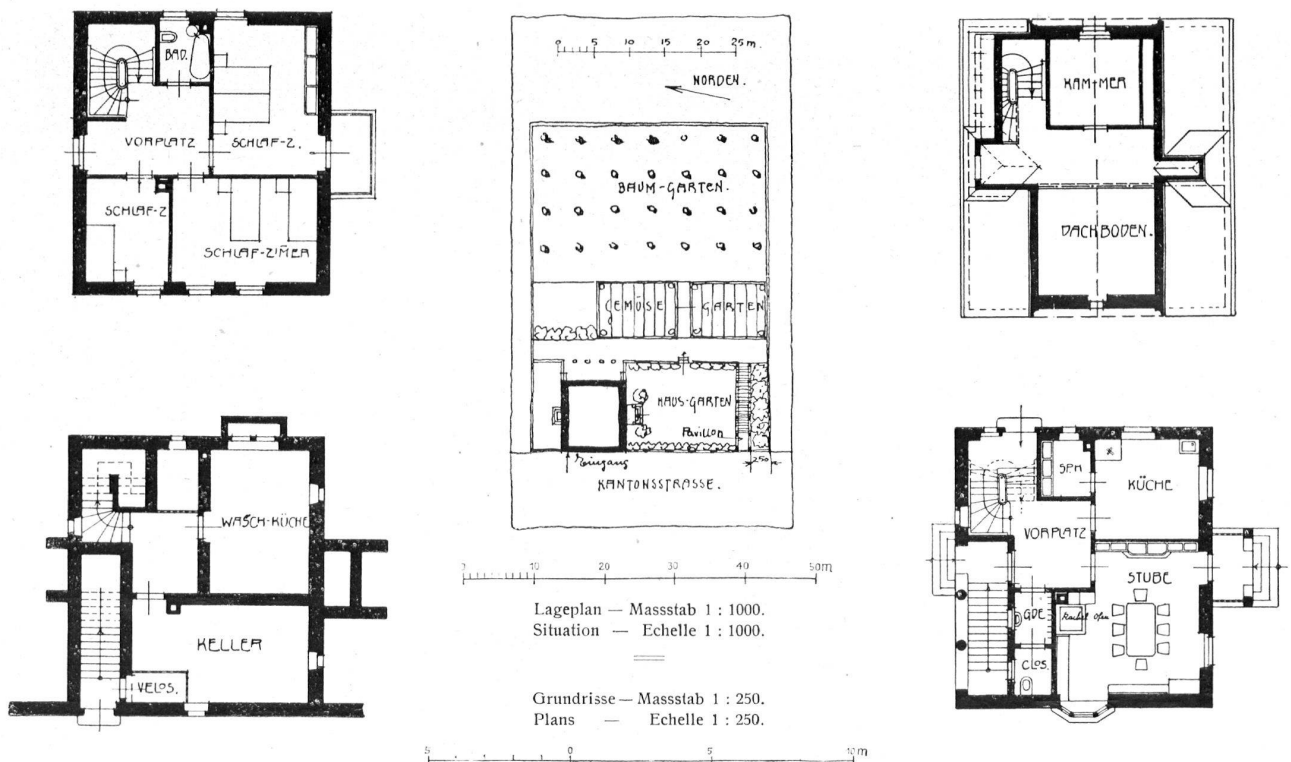 BAD.
VORPLATZ
SCHLAF-Z.
SCHLAF-Z
SCHLAF-ZIMER
0 5 10 15 20 25 m.
NORDEN.
BAUM-GARTEN.
GEMÜSE GARTEN
HAUS-GARTEN
Pavillon
Eingang
250
KANTONSSTRASSE.
KAMMER
DACHBODEN.
WASCH-KÜCHE
KELLER
VELOS.
0 10 20 30 40 50m
Lageplan — Massstab 1 : 1000.
Situation — Echelle 1 : 1000.
Grundrisse — Massstab 1 : 250.
Plans — Echelle 1 : 250.
5 0 5 10m
SPH
KÜCHE
VORPLATZ
STUBE
GDE
Kachel Ofen
CLOS.